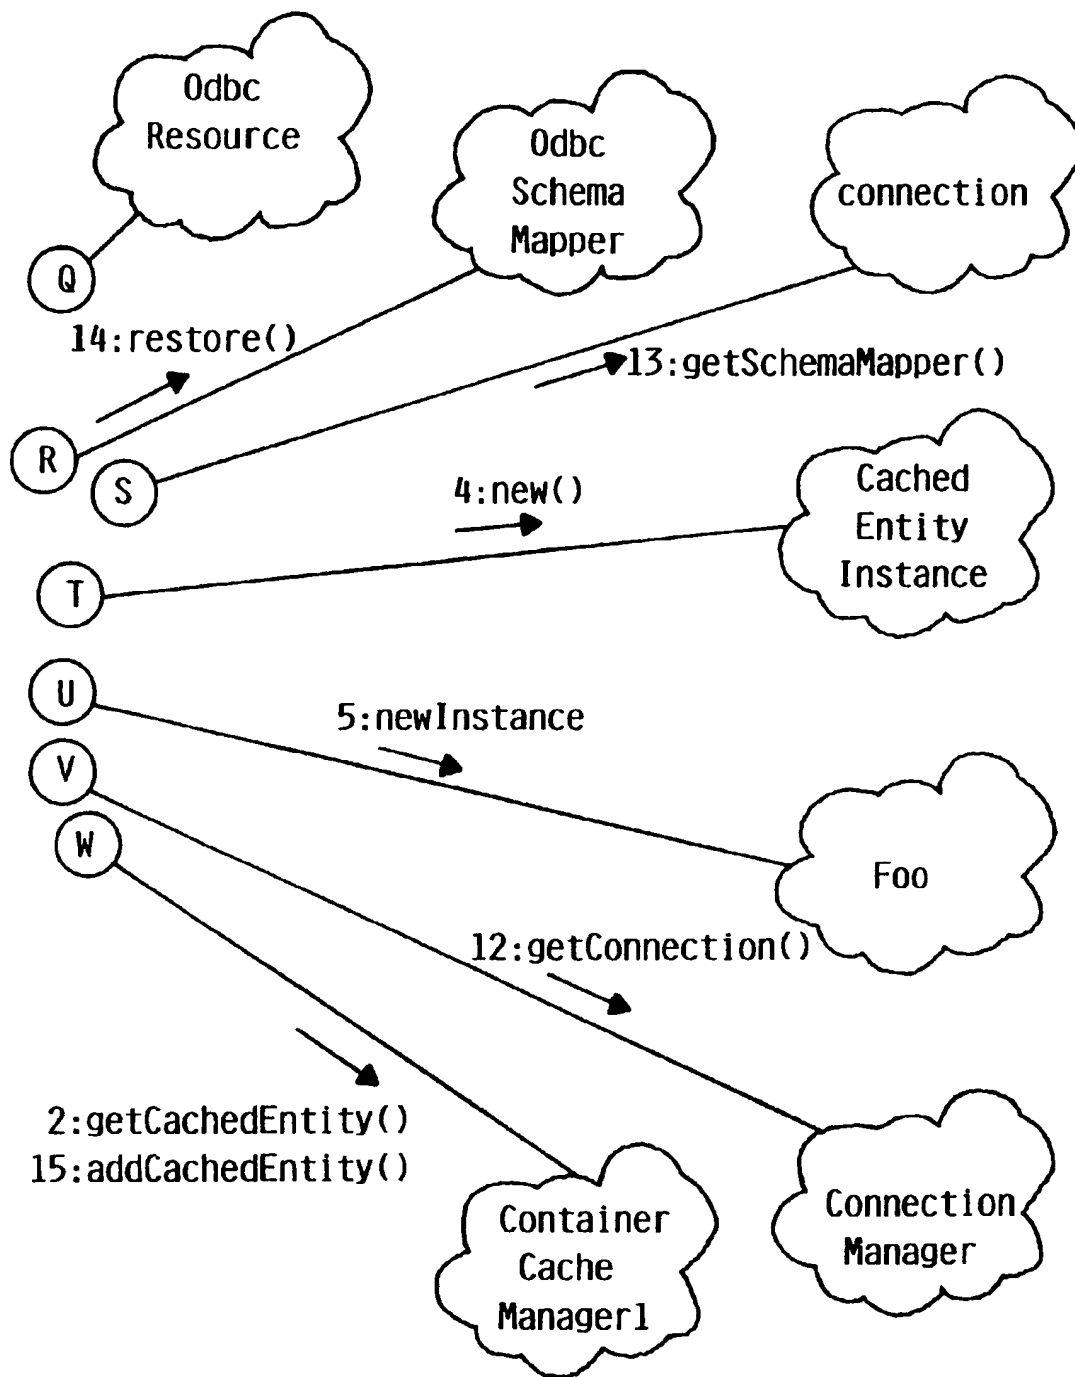 Odbc
Resource
Odbc
Schema
Mapper
connection
Q
14:restore()
13:getSchemaMapper()
R
S
4:new()
Cached
Entity
Instance
T
U
5:newInstance
V
W
Foo
12:getConnection()
2:getCachedEntity()
15:addCachedEntity()
Container
Cache
Manager1
Connection
Manager